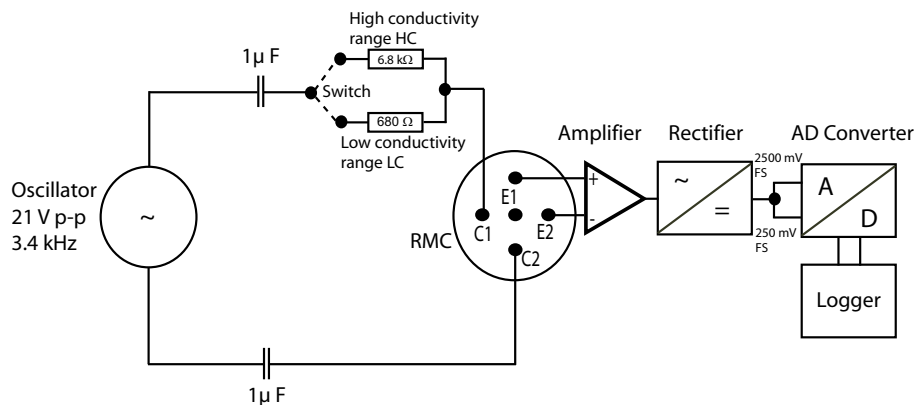 High conductivity
range HC
6.8 kΩ
1µ F
Switch
680 Ω
Low conductivity
range LC
Amplifier
Rectifier
AD Converter
Oscillator
21 V p-p
3.4 kHz
~
RMC
E1
C1
E2
C2
+
-
~
=
2500 mV
FS
250 mV
FS
A
D
Logger
1µ F